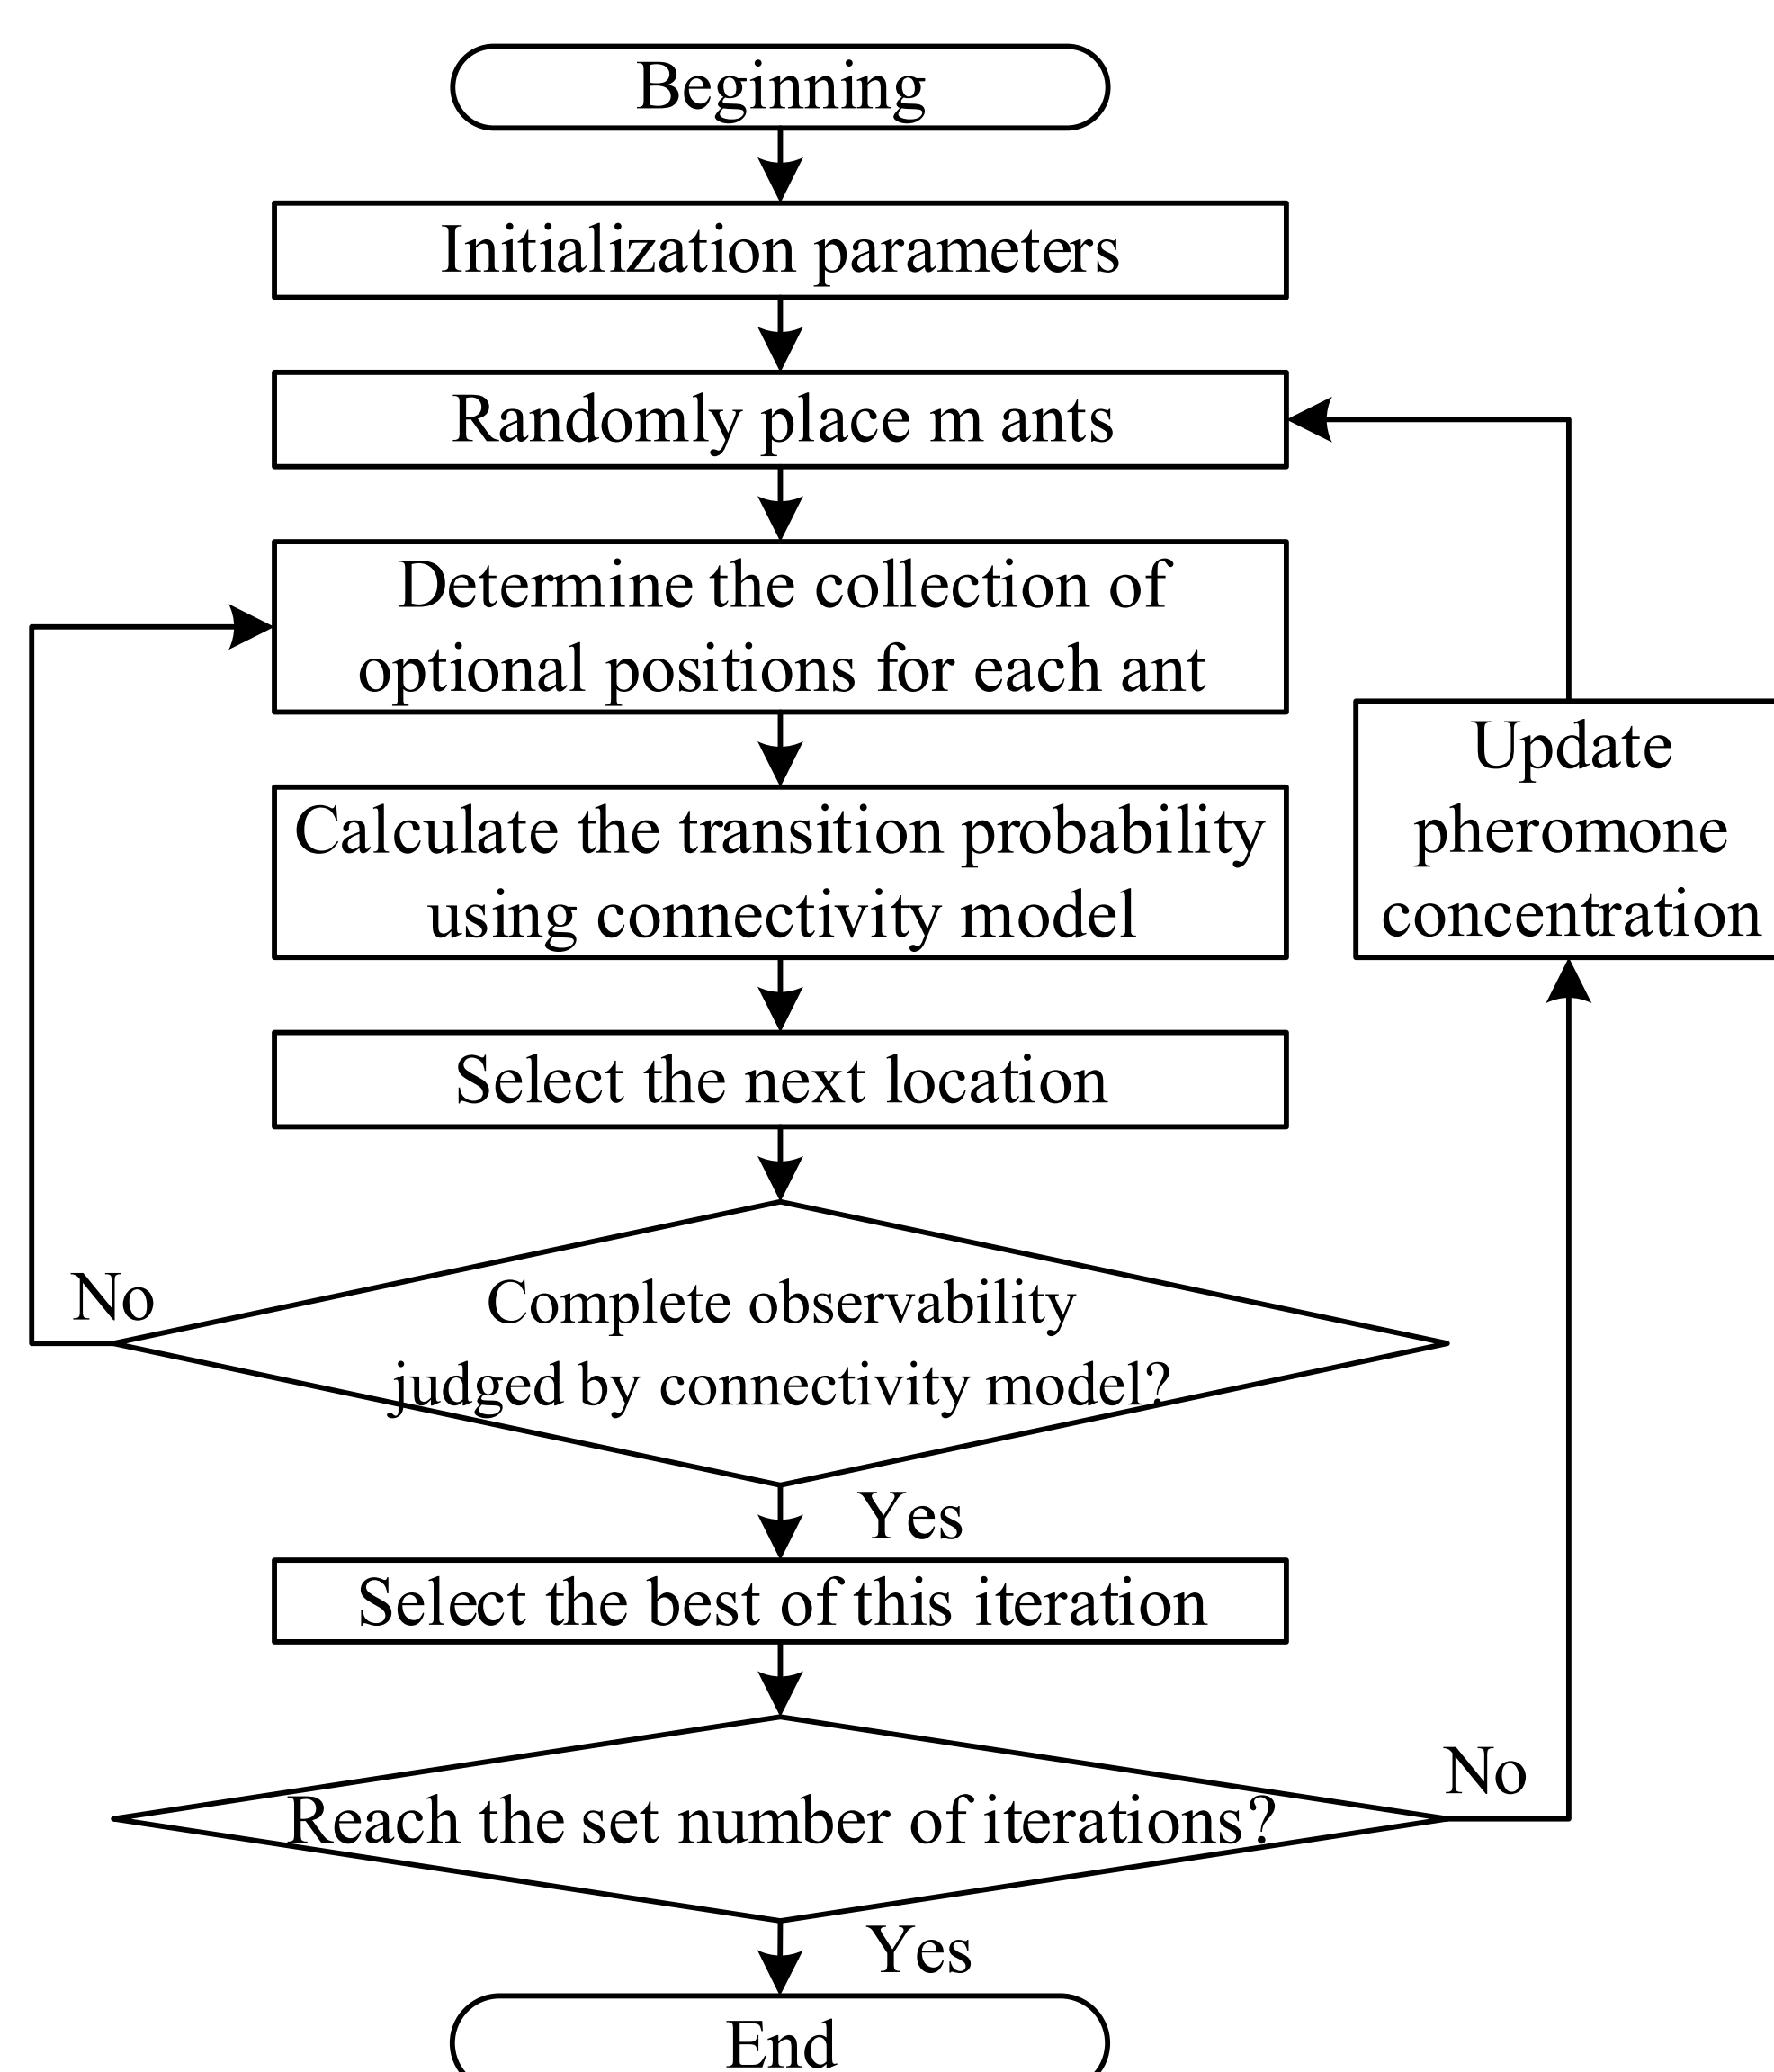 Beginning
Initialization parameters
Randomly place m ants
Determine the collection of
optional positions for each ant
Update
pheromone
concentration
Calculate the transition probability
using connectivity model
Select the next location
No
Complete observability
judged by connectivity model?
Yes
Select the best of this iteration
No
Reach the set number of iterations?
Yes
End